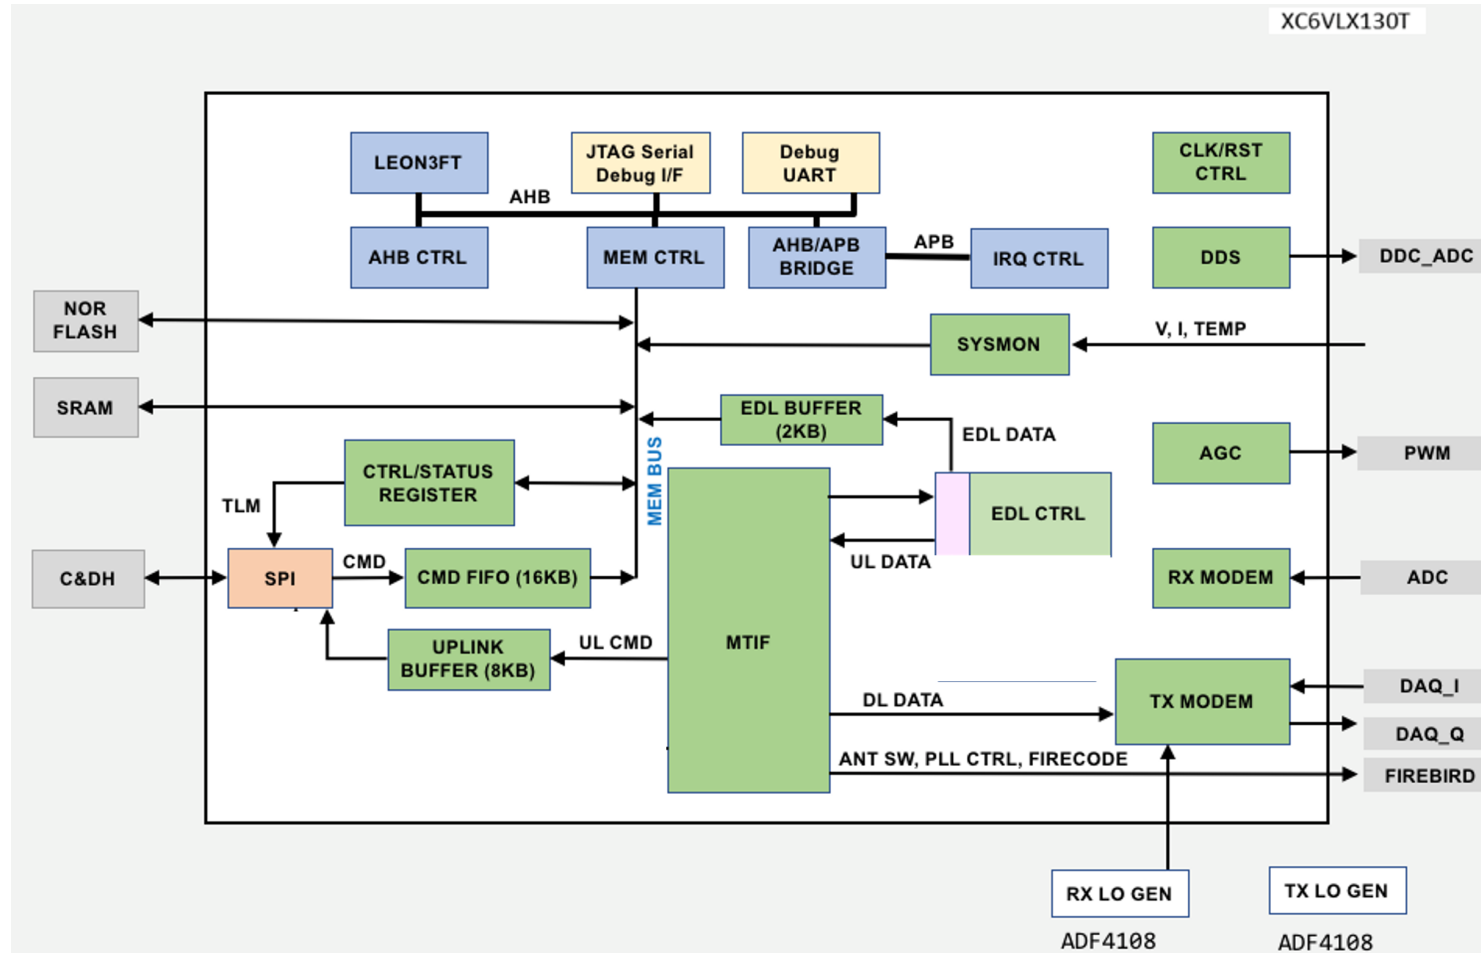 XC6VLX130T
LEON3FT
JTAG Serial
Debug I/F
Debug
UART
CLK/RST
CTRL
AHB
AHB CTRL
MEM CTRL
AHB/APB
BRIDGE
APB
IRQ CTRL
DDS
DDC_ADC
NOR
FLASH
SYSMON
V, I, TEMP
SRAM
EDL BUFFER
(2KB)
EDL DATA
MEM BUS
AGC
PWM
CTRL/STATUS
REGISTER
TLM
EDL CTRL
UL DATA
C&DH
SPI
CMD
CMD FIFO (16KB)
RX MODEM
ADC
UPLINK
BUFFER (8KB)
UL CMD
MTIF
DL DATA
TX MODEM
DAQ_I
DAQ_Q
ANT SW, PLL CTRL, FIRECODE
FIREBIRD
RX LO GEN
TX LO GEN
ADF4108
ADF4108